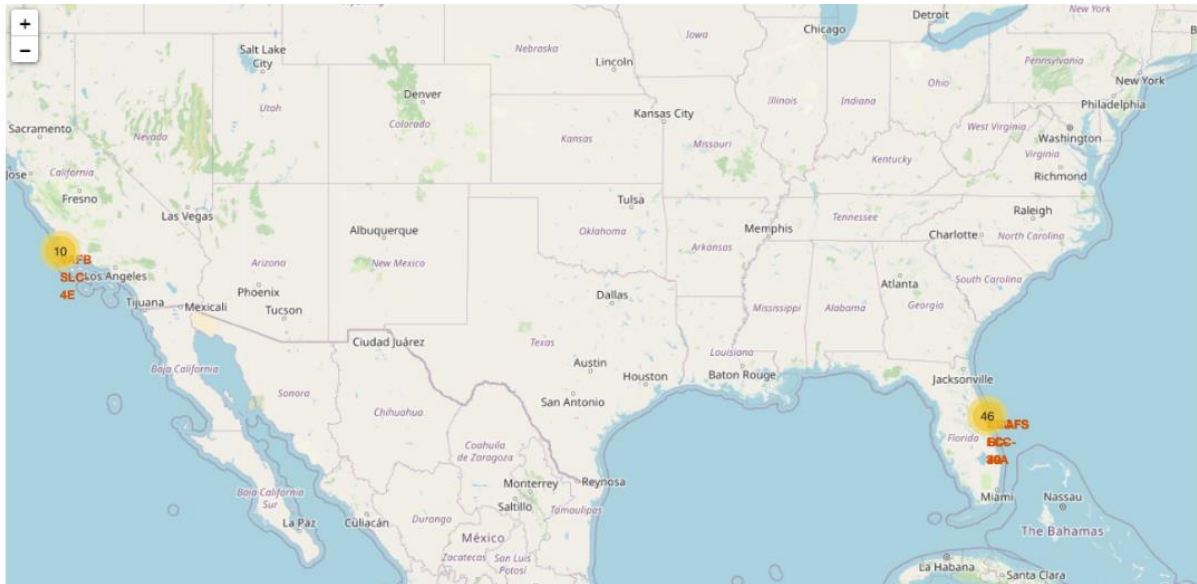 +
−
Detroit
New York
Chicago
Iowa
Nebraska
Salt Lake City
Lincoln
Pennsylvania
New York
Utah
Denver
Illinois
Indiana
Ohio
Philadelphia
Colorado
Kansas City
Sacramento
Nevada
Kansas
Missouri
West Virginia
Washington
Jose
California
Kentucky
Virginia
Richmond
Fresno
Las Vegas
Tulsa
Raleigh
Albuquerque
Oklahoma
Memphis
Tennessee
Charlotte
North Carolina
10
AFB
SLC-
4E
Los Angeles
Arizona
New Mexico
Arkansas
South Carolina
Atlanta
Phoenix
Tijuana
Mexicali
Tucson
Dallas
Mississippi
Alabama
Georgia
Ciudad Juárez
Texas
Louisiana
Baja California
Austin
Houston
Baton Rouge
Jacksonville
Sonora
San Antonio
Chihuahua
46
AFS
Florida
Coahuila de Zaragoza
Monterrey
Reynosa
Baja California Sur
Saltillo
Tamaulipas
Miami
Nassau
La Paz
Culiacán
Durango
The Bahamas
México
Zacatecas
San Luis Potosí
La Habana
Santa Clara